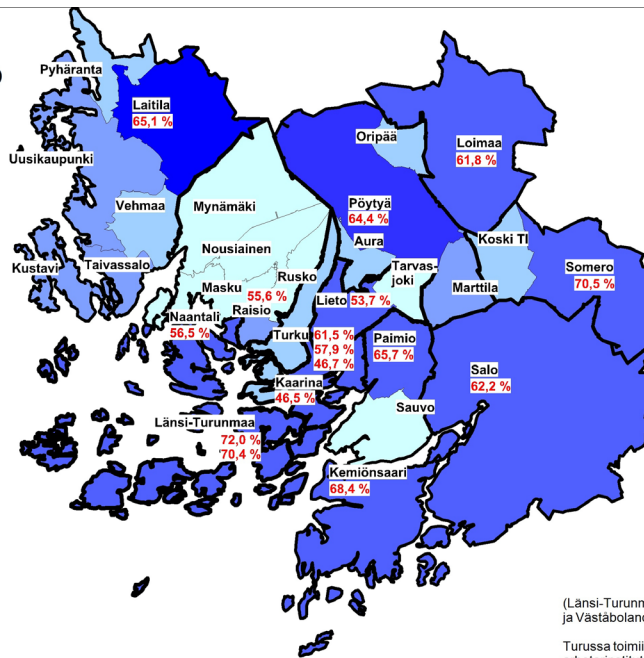 )
Pyhäranta
Laitila
65,1 %
Oripää
Loimaa
61,8 %
Uusikaupunki
Vehmaa
Mynämäki
Pöytyä
64,4 %
Aura
Koski Tl
Nousiainen
Kustavi
Taivassalo
Masku
Rusko
Tarvas-
joki
Marttila
Somero
70,5 %
55,6 %
Raisio
Lieto 53,7 %
Naantali
56,5 %
Turku
61,5 %
57,9 %
46,7 %
Paimio
65,7 %
Salo
62,2 %
Kaarina
46,5 %
Sauvo
Länsi-Turunmaa
72,0 %
'70,4 %
Kemiönsaari
68,4 %
(Länsi-Turunm
ja Väståboland
Turussa toimii